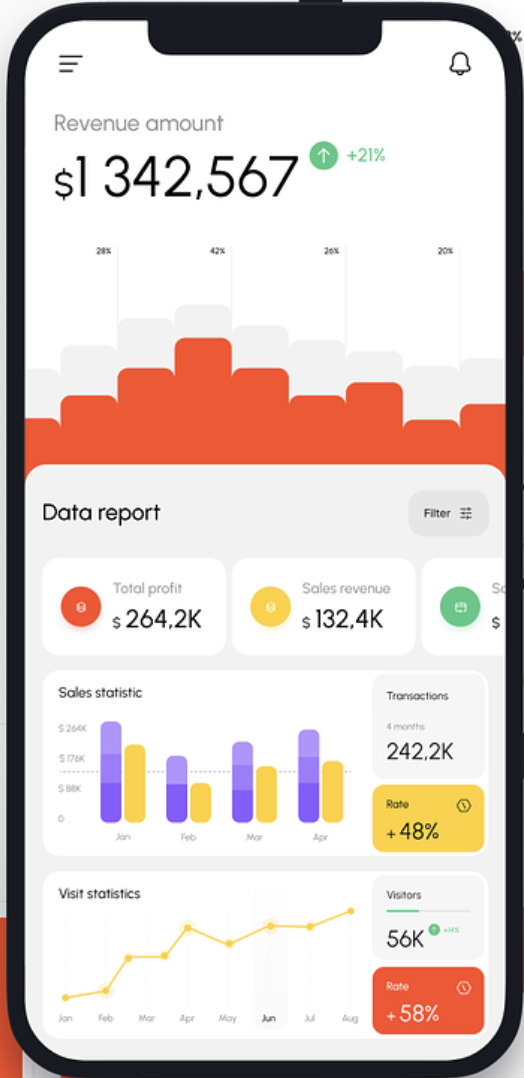 Revenue amount
$1 342,567
+21%
28% 42% 26% 20%
Data report
Filter
Total profit
$ 264,2K
Sales revenue
$ 132,4K
$
Sales statistic
$ 264K
$ 176K
$ 88K
0
Jan Feb Mar Apr
Transactions
4 months
242,2K
Rate
+ 48%
Visit statistics
Jan Feb Mar Apr May Jun Jul Aug
Visitors
56K
+14%
Rate
+ 58%